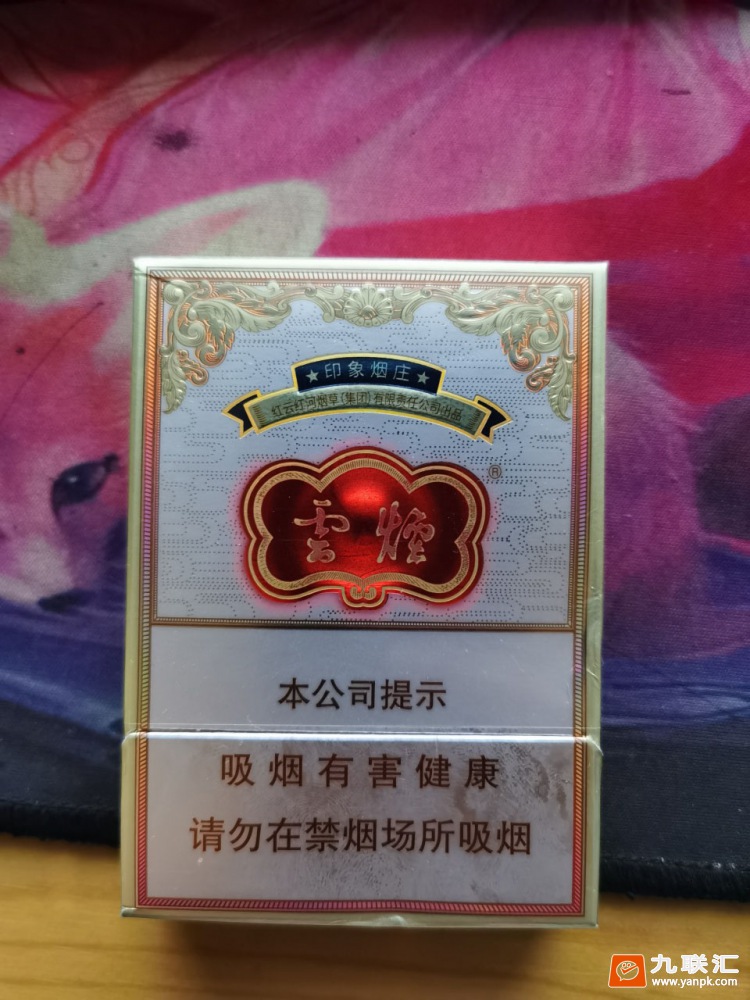 印象烟庄
红云红河烟草(集团)有限责任公司出品
雲煙
®
本公司提示
吸烟有害健康
请勿在禁烟场所吸烟
九联汇
www.yanpk.com